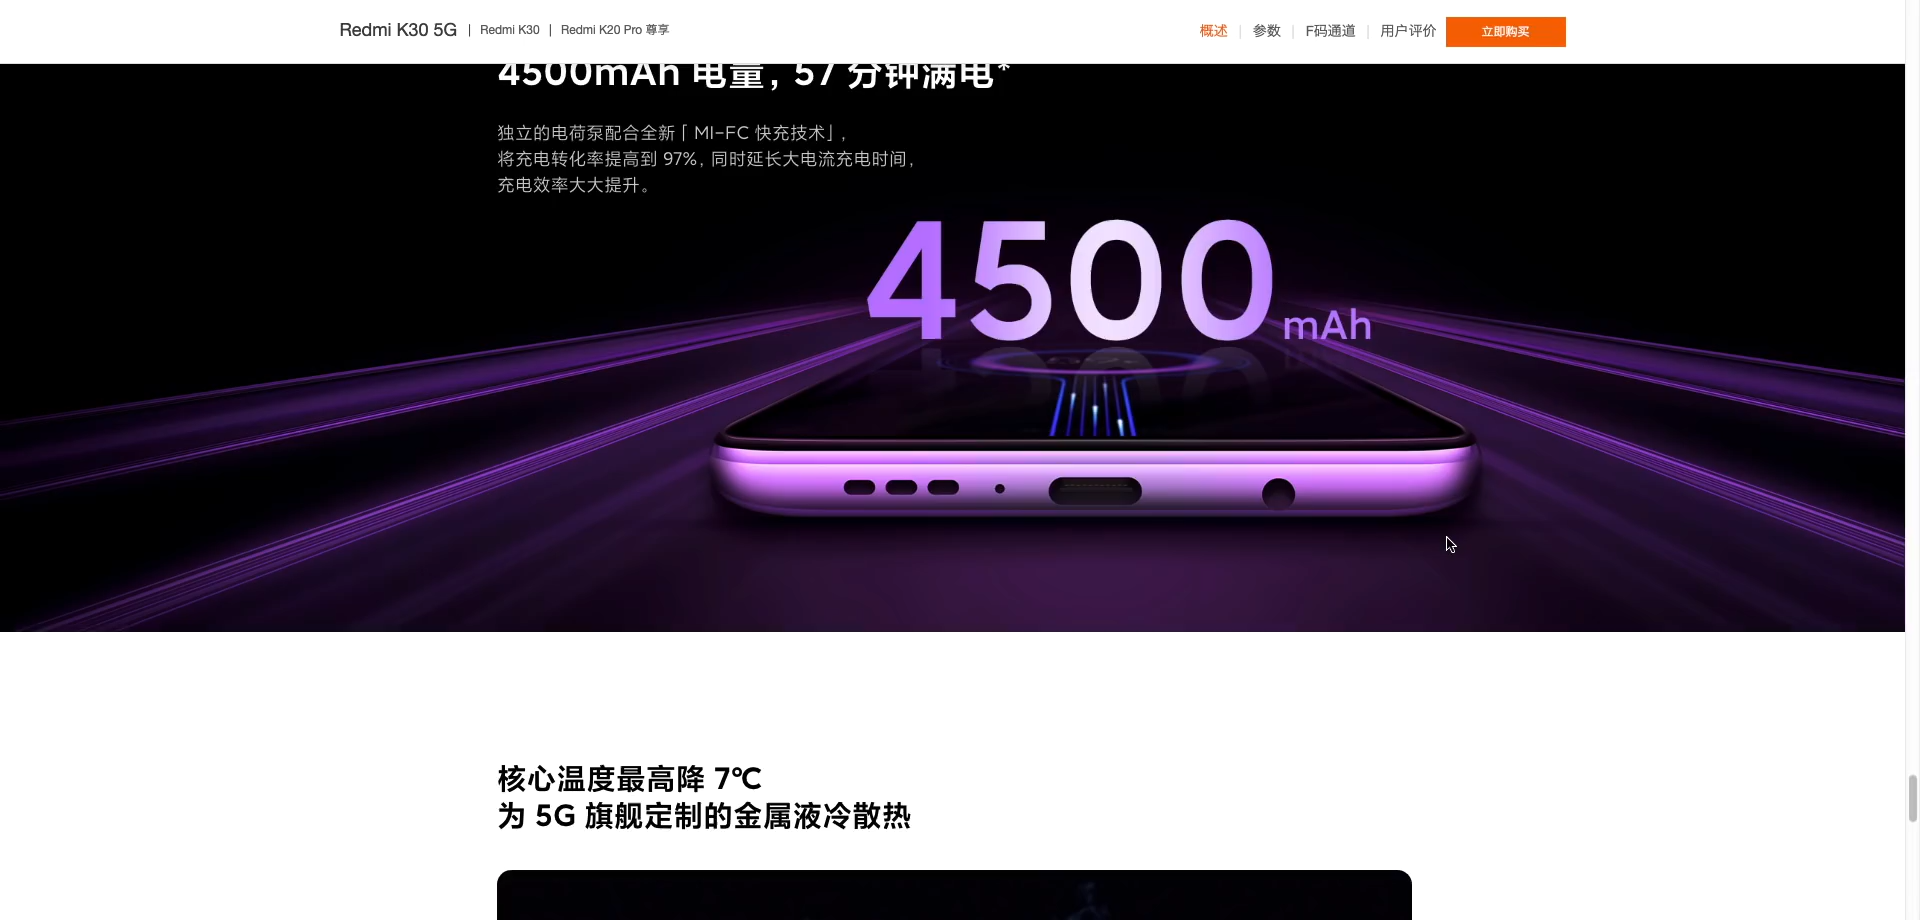 Redmi K30 5G | Redmi K30 | Redmi K20 Pro 尊享
概述 | 参数 | F码通道 | 用户评价 立即购买
4500mAh 电量，57 分钟满电*
独立的电荷泵配合全新「 MI-FC 快充技术」，
将充电转化率提高到 97%，同时延长大电流充电时间，
充电效率大大提升。
4500 mAh
核心温度最高降 7℃
为 5G 旗舰定制的金属液冷散热